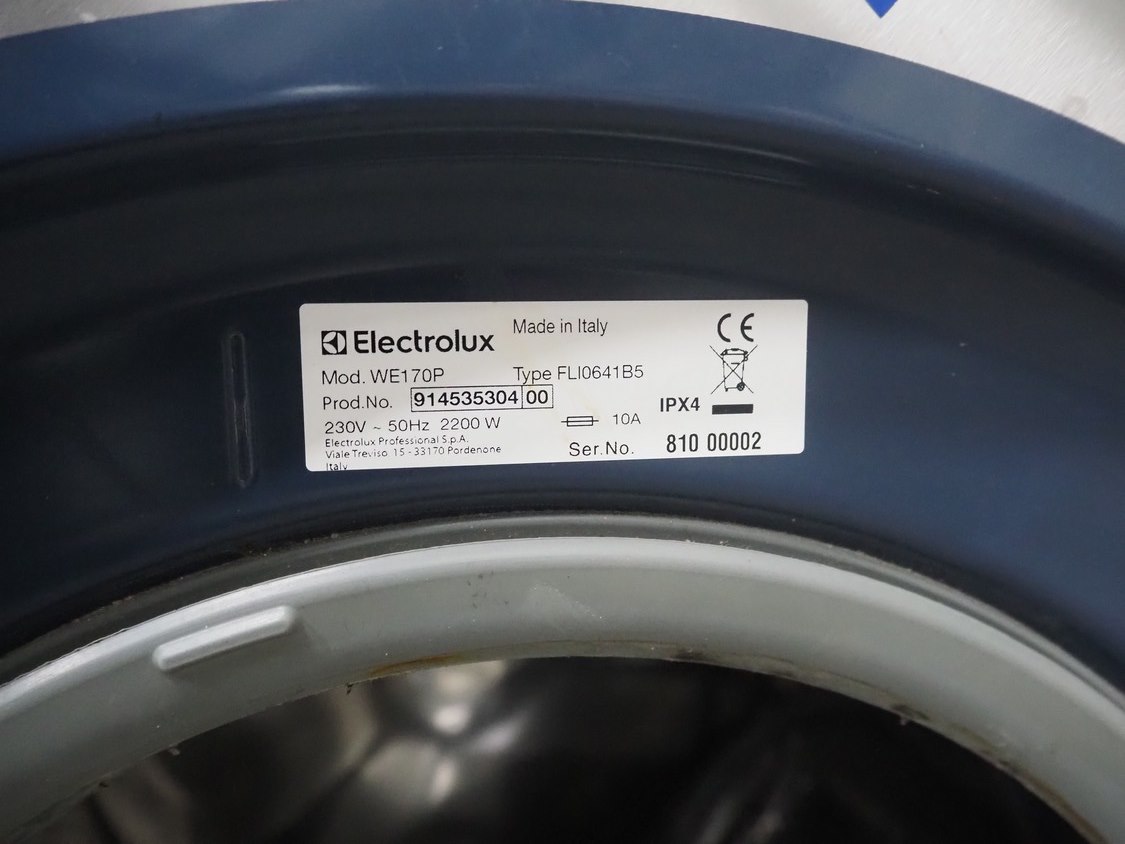 Electrolux Made in Italy
Mod. WE170P Type FLI0641B5
Prod.No. 914535304 00
230V ~ 50Hz 2200 W 10A
IPX4
Electrolux Professional S.p.A.
Viale Treviso 15 - 33170 Pordenone
Italy
Ser.No. 810 00002
CE